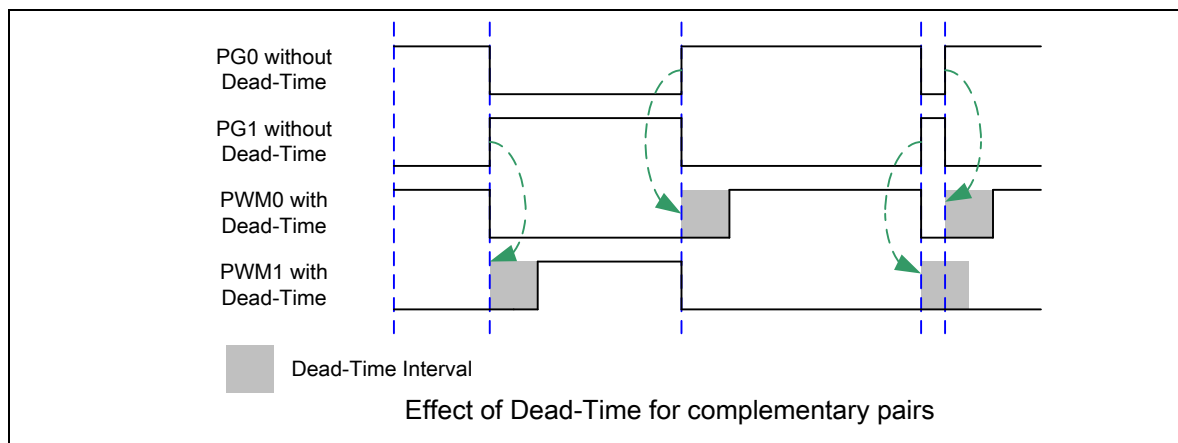 PG0 without
Dead-Time
PG1 without
Dead-Time
PWM0 with
Dead-Time
PWM1 with
Dead-Time
Dead-Time Interval
Effect of Dead-Time for complementary pairs